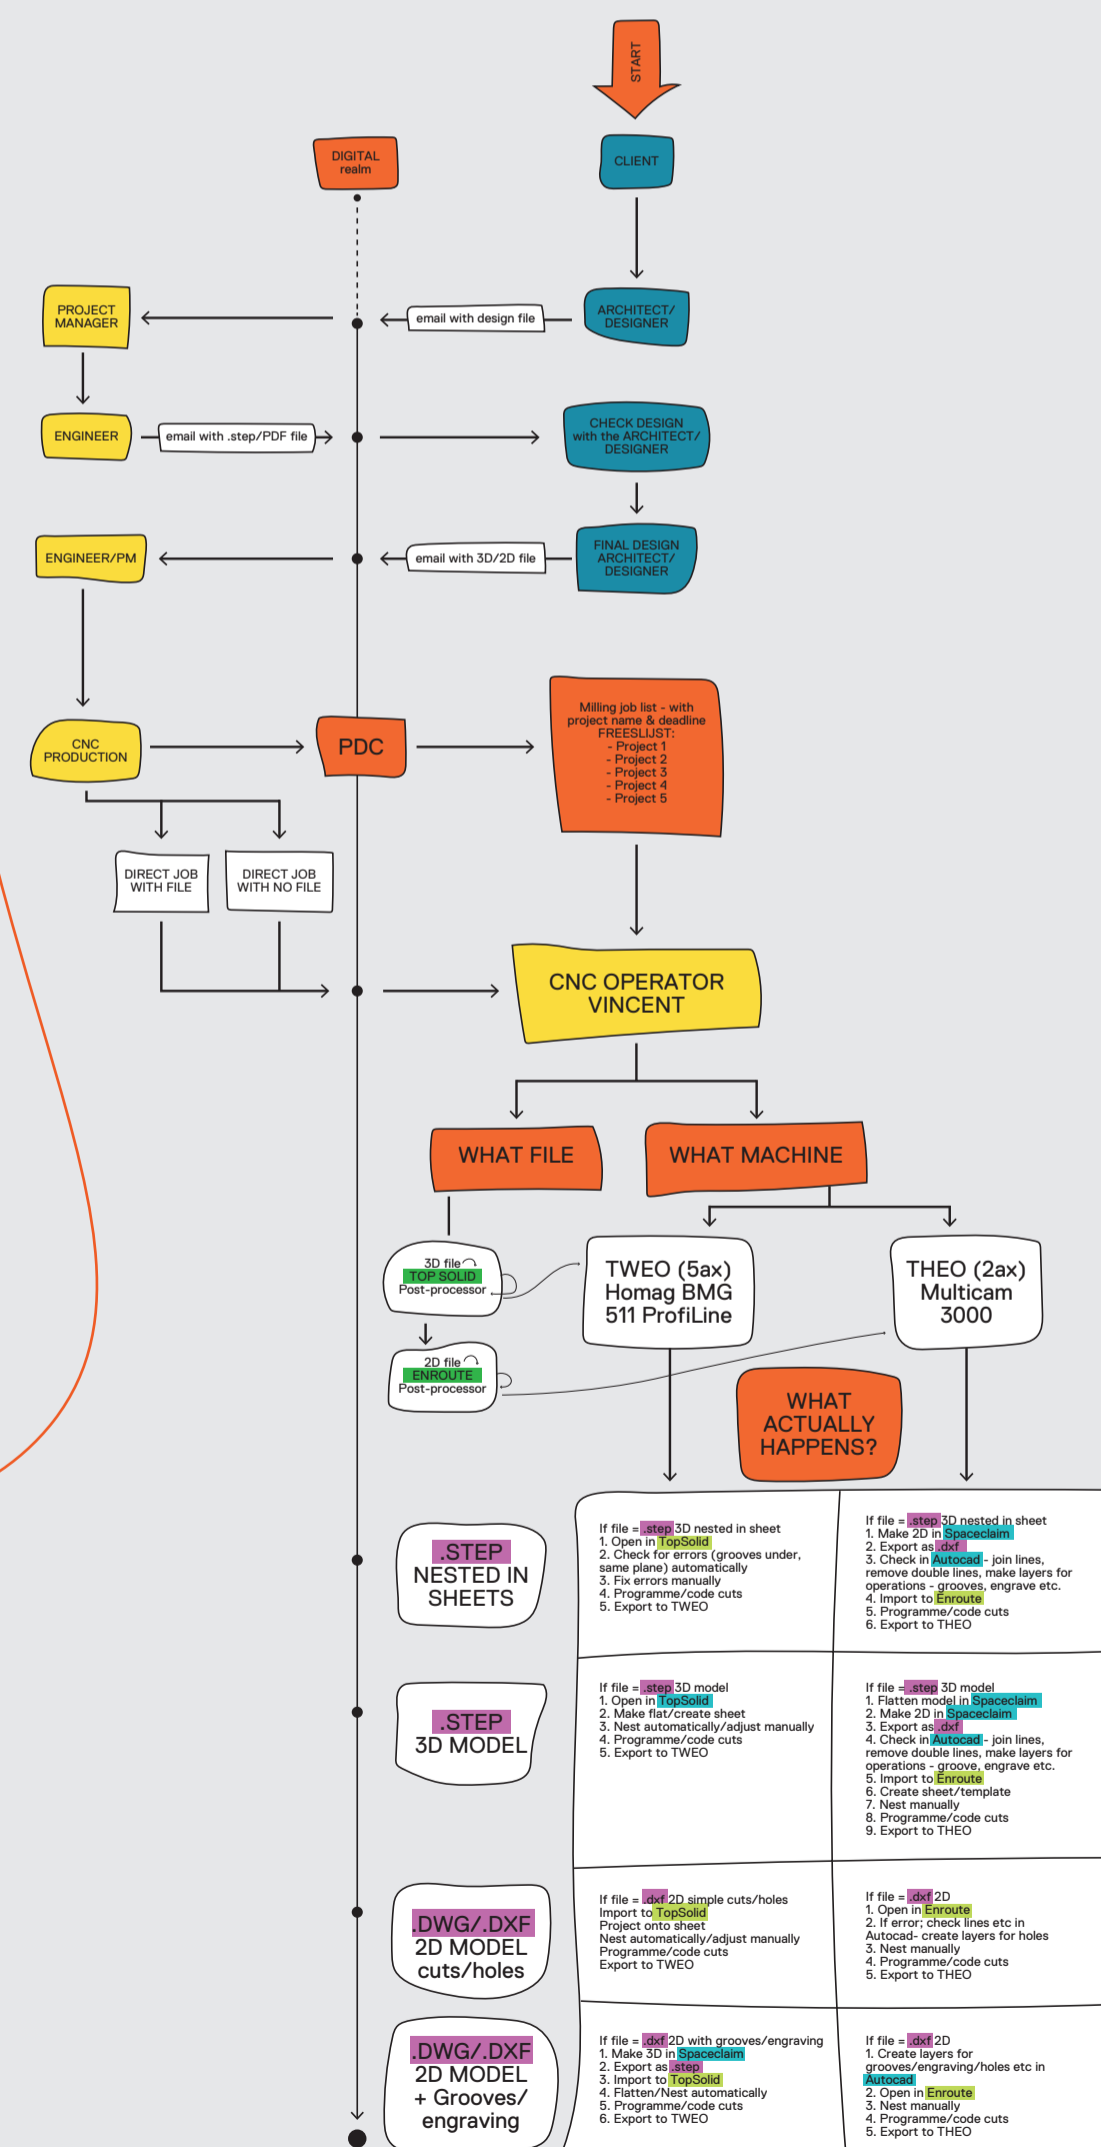 START
DIGITAL
realm
CLIENT
PROJECT
MANAGER
email with design file
ARCHITECT/
DESIGNER
ENGINEER
email with .step/PDF file
CHECK DESIGN
with the ARCHITECT/
DESIGNER
ENGINEER/PM
email with 3D/2D file
FINAL DESIGN
ARCHITECT/
DESIGNER
CNC
PRODUCTION
PDC
Milling job list - with
project name & deadline
FREESLIJST:
- Project 1
- Project 2
- Project 3
- Project 4
- Project 5
DIRECT JOB
WITH FILE
DIRECT JOB
WITH NO FILE
CNC OPERATOR
VINCENT
WHAT FILE
WHAT MACHINE
3D file
TOP SOLID
Post-processor
TWEO (5ax)
Homag BMG
511 ProfiLine
THEO (2ax)
Multicam
3000
2D file
ENROUTE
Post-processor
WHAT
ACTUALLY
HAPPENS?
.STEP
NESTED IN
SHEETS
If file = .step 3D nested in sheet
1. Open in TopSolid
2. Check for errors (grooves under,
same plane) automatically
3. Fix errors manually
4. Programme/code cuts
5. Export to TWEO
If file = .step 3D nested in sheet
1. Make 2D in Spaceclaim
2. Export as .dxf
3. Check in Autocad - join lines,
remove double lines, make layers for
operations - grooves, engrave etc.
4. Import to Enroute
5. Programme/code cuts
6. Export to THEO
.STEP
3D MODEL
If file = .step 3D model
1. Open in TopSolid
2. Make flat/create sheet
3. Nest automatically/adjust manually
4. Programme/code cuts
5. Export to TWEO
If file = .step 3D model
1. Flatten model in Spaceclaim
2. Make 2D in Spaceclaim
3. Export as .dxf
4. Check in Autocad - join lines,
remove double lines, make layers for
operations - groove, engrave etc.
5. Import to Enroute
6. Create sheet/template
7. Nest manually
8. Programme/code cuts
9. Export to THEO
.DWG/.DXF
2D MODEL
cuts/holes
If file = .dxf 2D simple cuts/holes
Import to TopSolid
Project onto sheet
Nest automatically/adjust manually
Programme/code cuts
Export to TWEO
If file = .dxf 2D
1. Open in Enroute
2. If error; check lines etc in
Autocad- create layers for holes
3. Nest manually
4. Programme/code cuts
5. Export to THEO
.DWG/.DXF
2D MODEL
+ Grooves/
engraving
If file = .dxf 2D with grooves/engraving
1. Make 3D in Spaceclaim
2. Export as .step
3. Import to TopSolid
4. Flatten/Nest automatically
5. Programme/code cuts
6. Export to TWEO
If file = .dxf 2D
1. Create layers for
grooves/engraving/holes etc in
Autocad
2. Open in Enroute
3. Nest manually
4. Programme/code cuts
5. Export to THEO